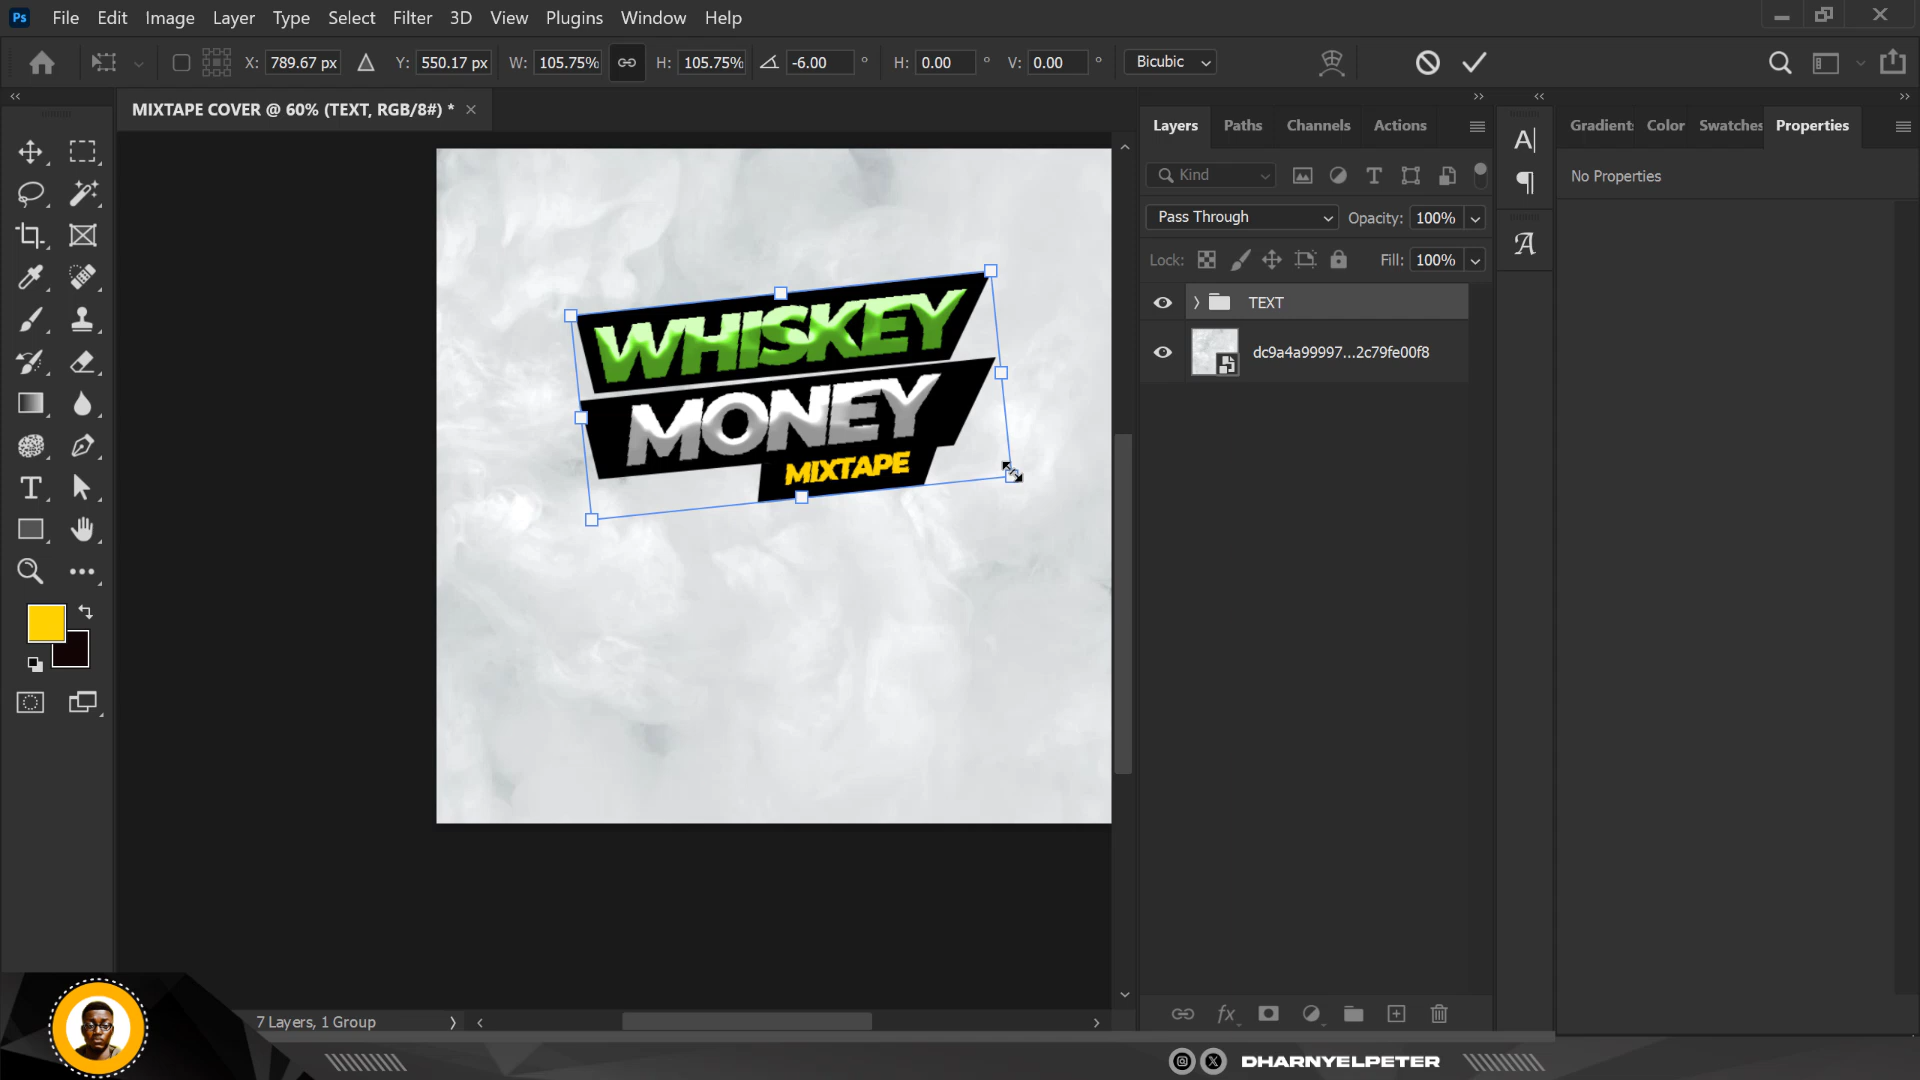 Ps File Edit Image Layer Type Select Filter 3D View Plugins Window Help
X: 789.67 px Y: 550.17 px W: 105.75% H: 105.75% -6.00 ° H: 0.00 ° V: 0.00 ° Bicubic
MIXTAPE COVER @ 60% (TEXT, RGB/8#) *
WHISKEY
MONEY
MIXTAPE
Layers Paths Channels Actions
Kind
Pass Through Opacity: 100%
Lock: Fill: 100%
TEXT
dc9a4a99997...2c79fe00f8
Gradient Color Swatches Properties
No Properties
7 Layers, 1 Group
DHARNYELPETER